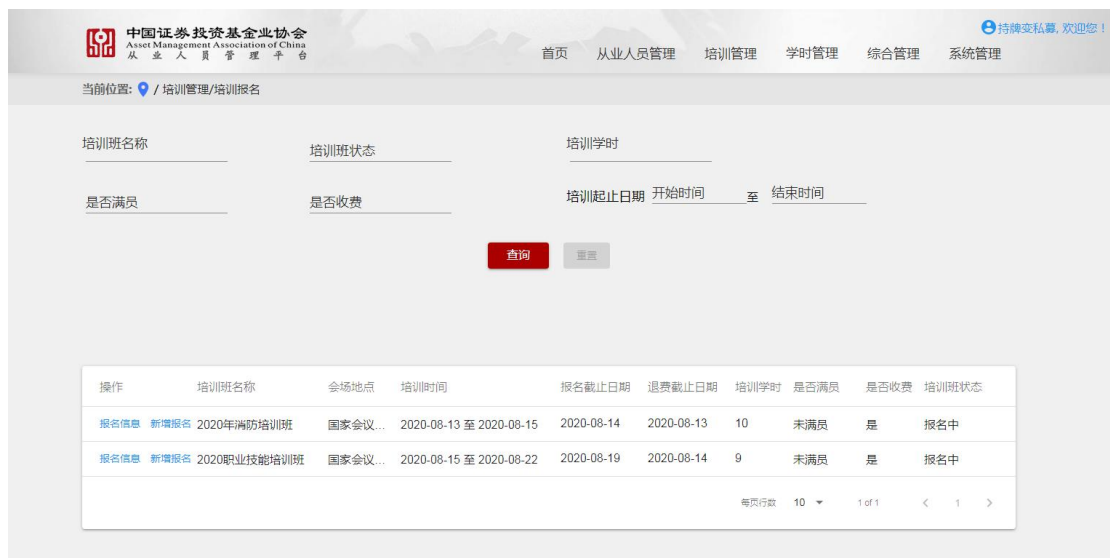 持牌变私募, 欢迎您！
中国证券投资基金业协会
Asset Management Association of China
从 业 人 员 管 理 平 台
首页 从业人员管理 培训管理 学时管理 综合管理 系统管理
当前位置: / 培训管理/培训报名
培训班名称 培训班状态 培训学时
是否满员 是否收费 培训起止日期 开始时间 至 结束时间
查询 重置
操作 培训班名称 会场地点 培训时间 报名截止日期 退费截止日期 培训学时 是否满员 是否收费 培训班状态
报名信息 新增报名 2020年消防培训班 国家会议... 2020-08-13 至 2020-08-15 2020-08-14 2020-08-13 10 未满员 是 报名中
报名信息 新增报名 2020职业技能培训班 国家会议... 2020-08-15 至 2020-08-22 2020-08-19 2020-08-14 9 未满员 是 报名中
每页行数 10 1 of 1 < 1 >